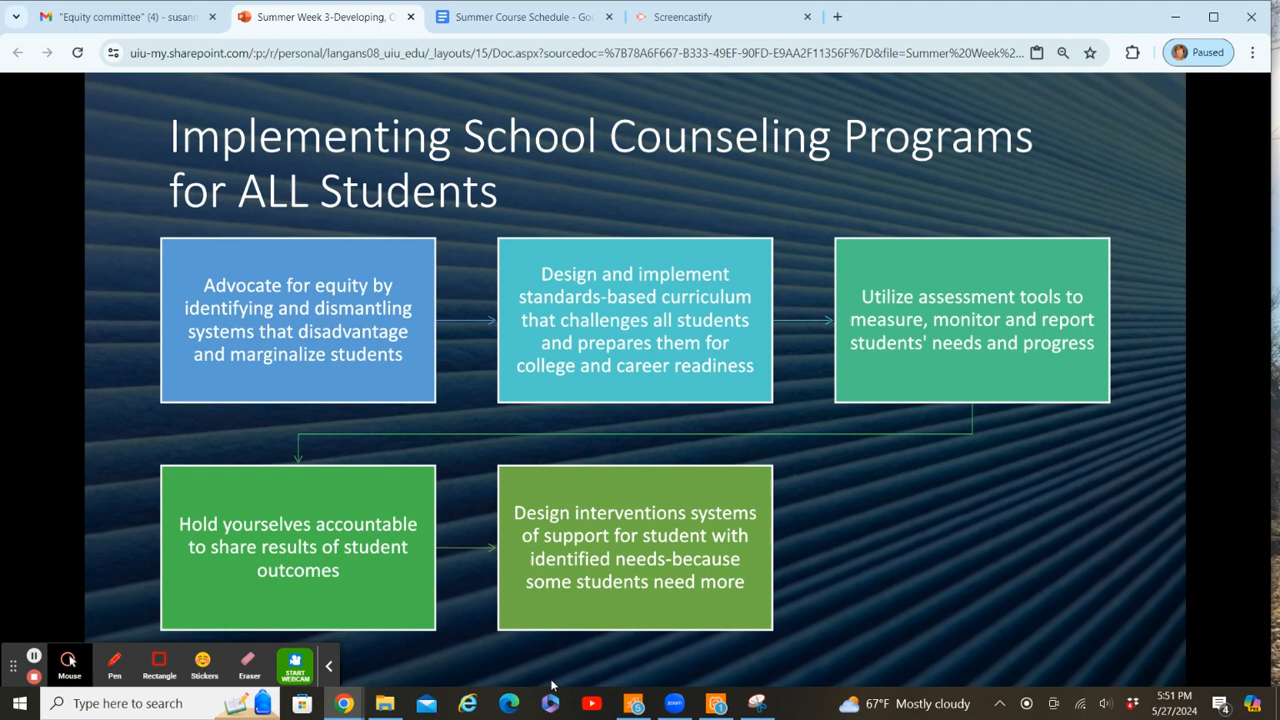 "Equity committee" (4) - susanr
Summer Week 3-Developing, C
Summer Course Schedule - Goo
Screencastify
uiu-my.sharepoint.com/:p:/r/personal/langans08_uiu_edu/_layouts/15/Doc.aspx?sourcedoc=%7B78A6F667-B333-49EF-90FD-E9AA2F11356F%7D&file=Summer%20Week%2...
Paused
Implementing School Counseling Programs
for ALL Students
Advocate for equity by
identifying and dismantling
systems that disadvantage
and marginalize students
Design and implement
standards-based curriculum
that challenges all students
and prepares them for
college and career readiness
Utilize assessment tools to
measure, monitor and report
students' needs and progress
Hold yourselves accountable
to share results of student
outcomes
Design interventions systems
of support for student with
identified needs-because
some students need more
Mouse
Pen
Rectangle
Stickers
Eraser
START
WEBCAM
Type here to search
67°F Mostly cloudy
5:51 PM
5/27/2024